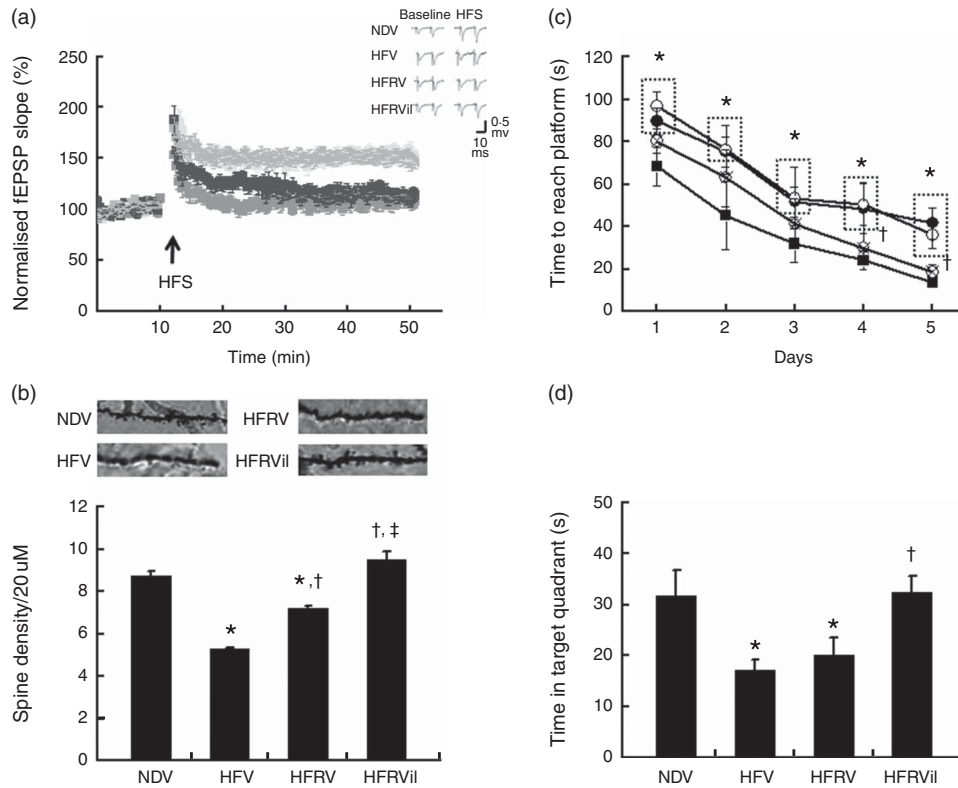 (a)
Baseline HFS
NDV
HFV
HFRV
HFRVil
0·5
mv
10
ms
Normalised fEPSP slope (%)
250
200
150
100
50
0
HFS
10 20 30 40 50
Time (min)
(c)
Time to reach platform (s)
120
100
80
60
40
20
0
*
*
*
*
*
†
†
1 2 3 4 5
Days
(b)
NDV
HFRV
HFV
HFRVil
Spine density/20 uM
12
10
8
6
4
2
0
*
*,†
†, ‡
NDV HFV HFRV HFRVil
(d)
Time in target quadrant (s)
50
40
30
20
10
0
*
*
†
NDV HFV HFRV HFRVil